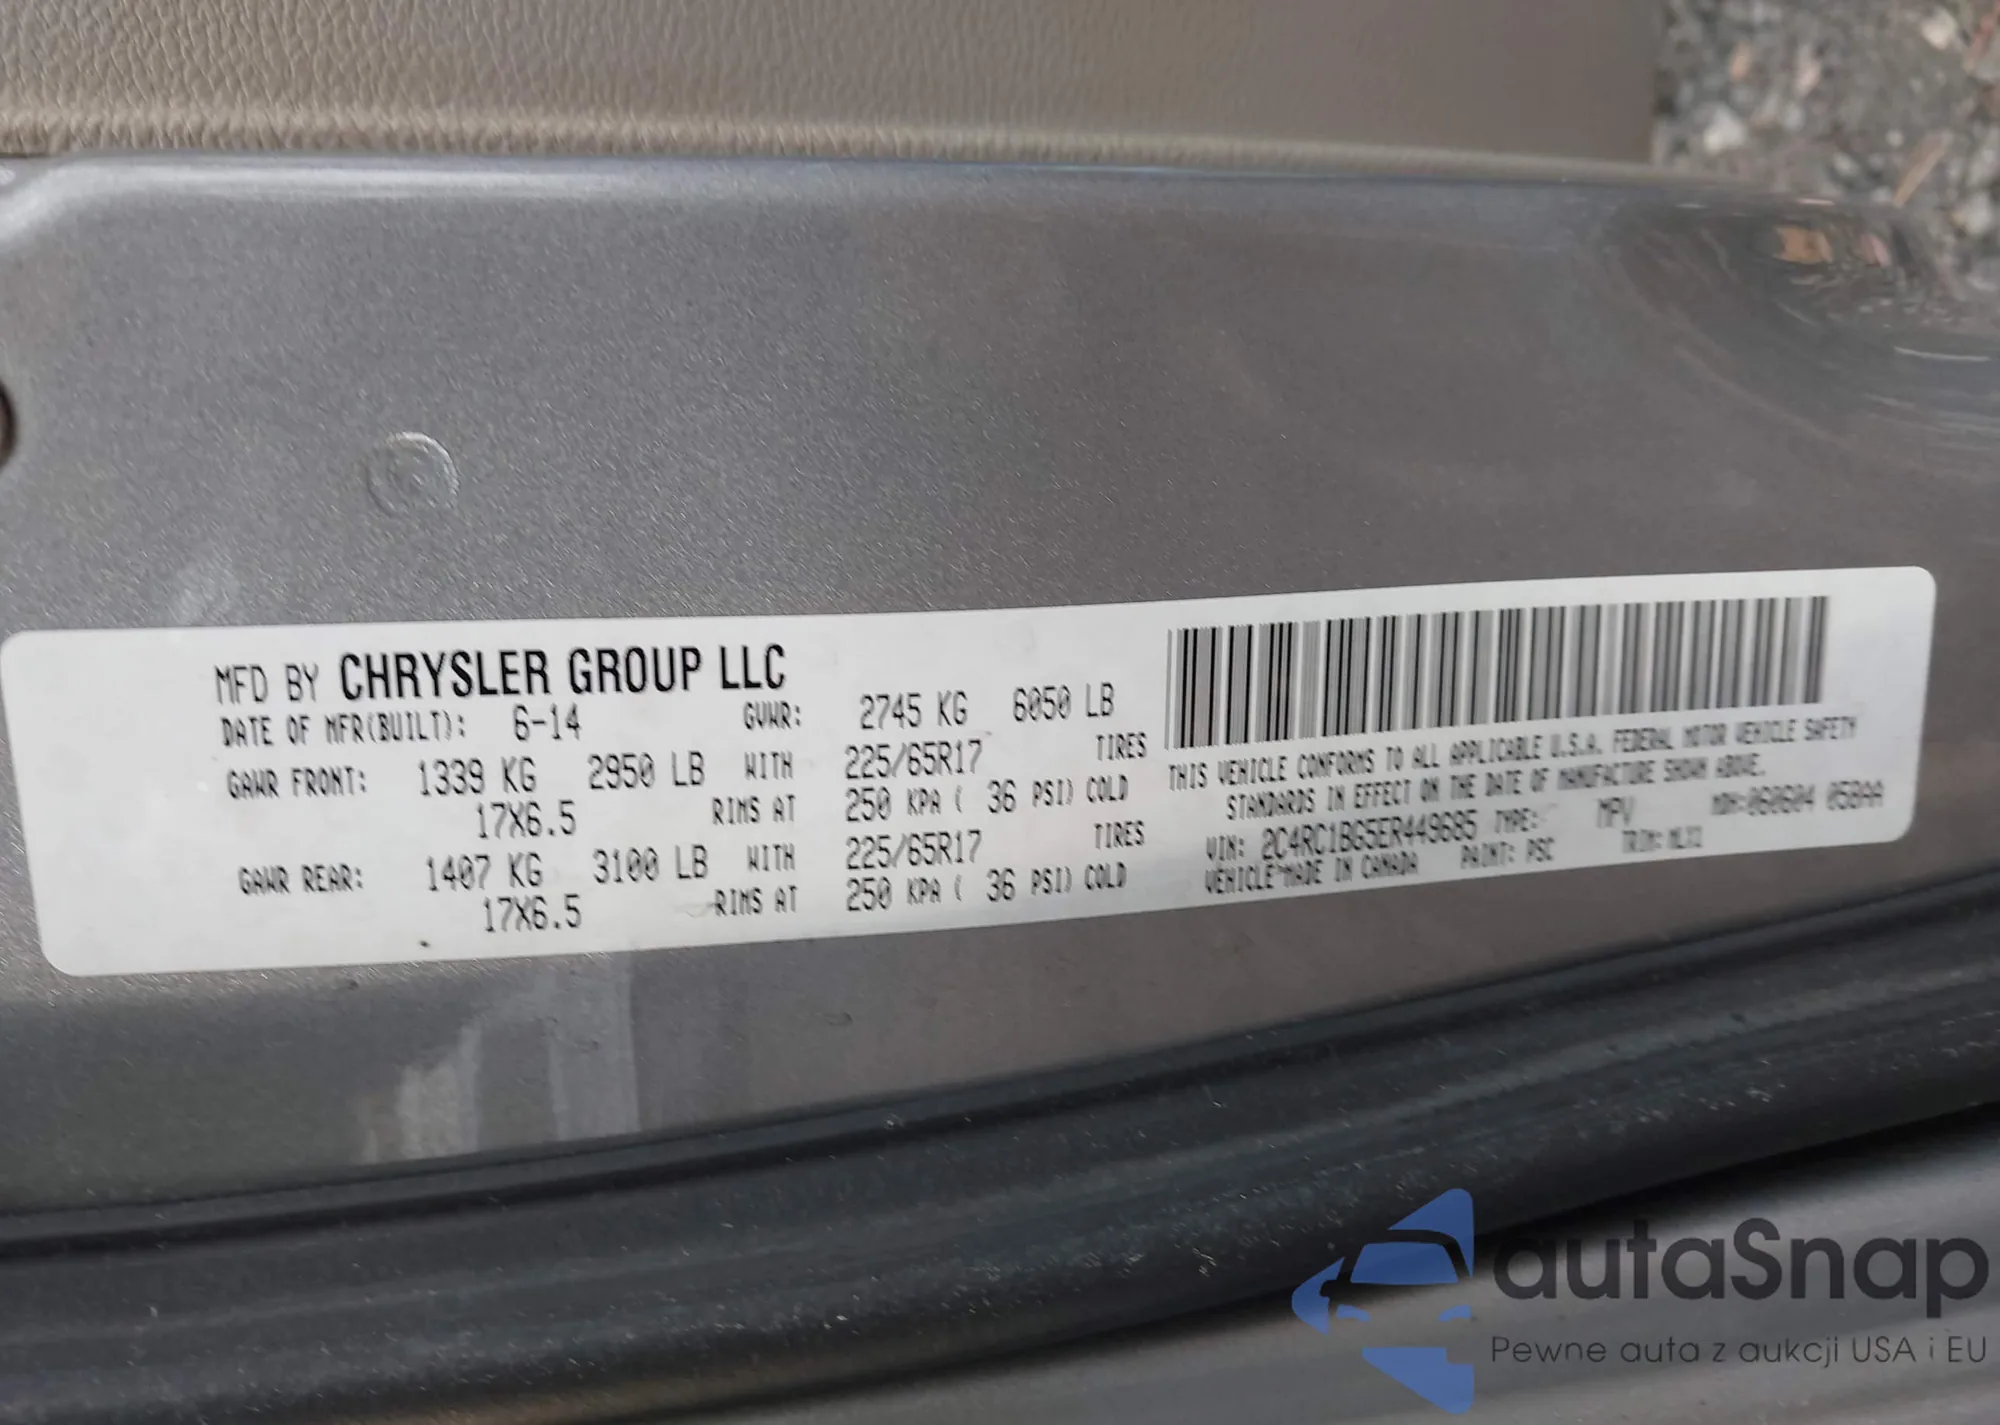 MFD BY CHRYSLER GROUP LLC
DATE OF MFR(BUILT): 6-14 GVWR: 2745 KG 6050 LB
GAWR FRONT: 1339 KG 2950 LB WITH 225/65R17 TIRES
17X6.5 RIMS AT 250 KPA ( 36 PSI) COLD
GAWR REAR: 1407 KG 3100 LB WITH 225/65R17 TIRES
17X6.5 RIMS AT 250 KPA ( 36 PSI) COLD
THIS VEHICLE CONFORMS TO ALL APPLICABLE U.S.A. FEDERAL MOTOR VEHICLE SAFETY
STANDARDS IN EFFECT ON THE DATE OF MANUFACTURE SHOWN ABOVE.
VIN: 2C4RC1BG5ER449685 TYPE: MPV MDH:060604 05BAA
VEHICLE MADE IN CANADA PAINT: PSC TRIM:
autaSnap
Pewne auta z aukcji USA i EU